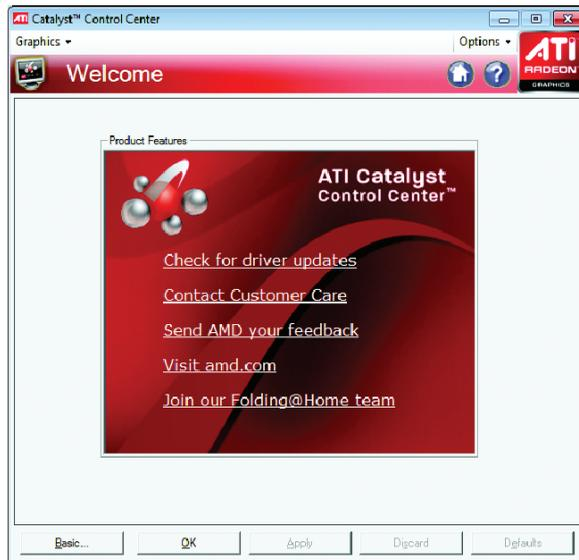 ATI Catalyst™ Control Center
Graphics
Options
Welcome
ATI
RADEON
GRAPHICS
Product Features
ATI Catalyst
Control Center™
Check for driver updates
Contact Customer Care
Send AMD your feedback
Visit amd.com
Join our Folding@Home team
Basic...
OK
Apply
Discard
Defaults